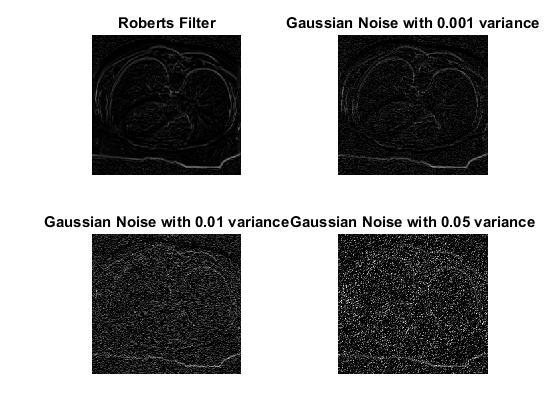 Roberts Filter
Gaussian Noise with 0.001 variance
Gaussian Noise with 0.01 variance
Gaussian Noise with 0.05 variance